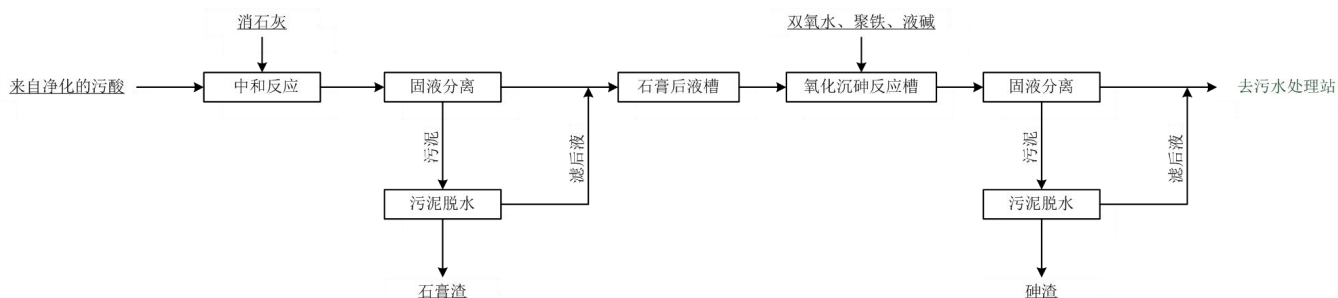 消石灰
双氧水、聚铁、液碱
来自净化的污酸
中和反应
固液分离
石膏后液槽
氧化沉砷反应槽
固液分离
去污水处理站
污泥
滤后液
污泥
滤后液
污泥脱水
污泥脱水
石膏渣
砷渣